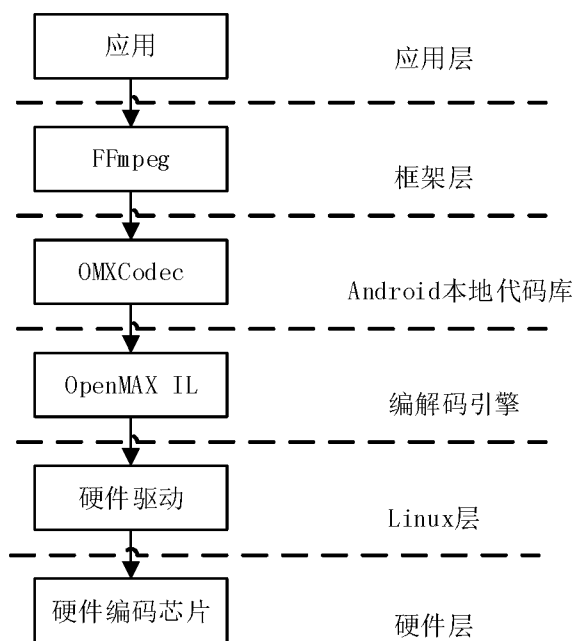 应用
应用层
FFmpeg
框架层
OMXCodec
Android本地代码库
OpenMAX IL
编解码引擎
硬件驱动
Linux层
硬件编码芯片
硬件层